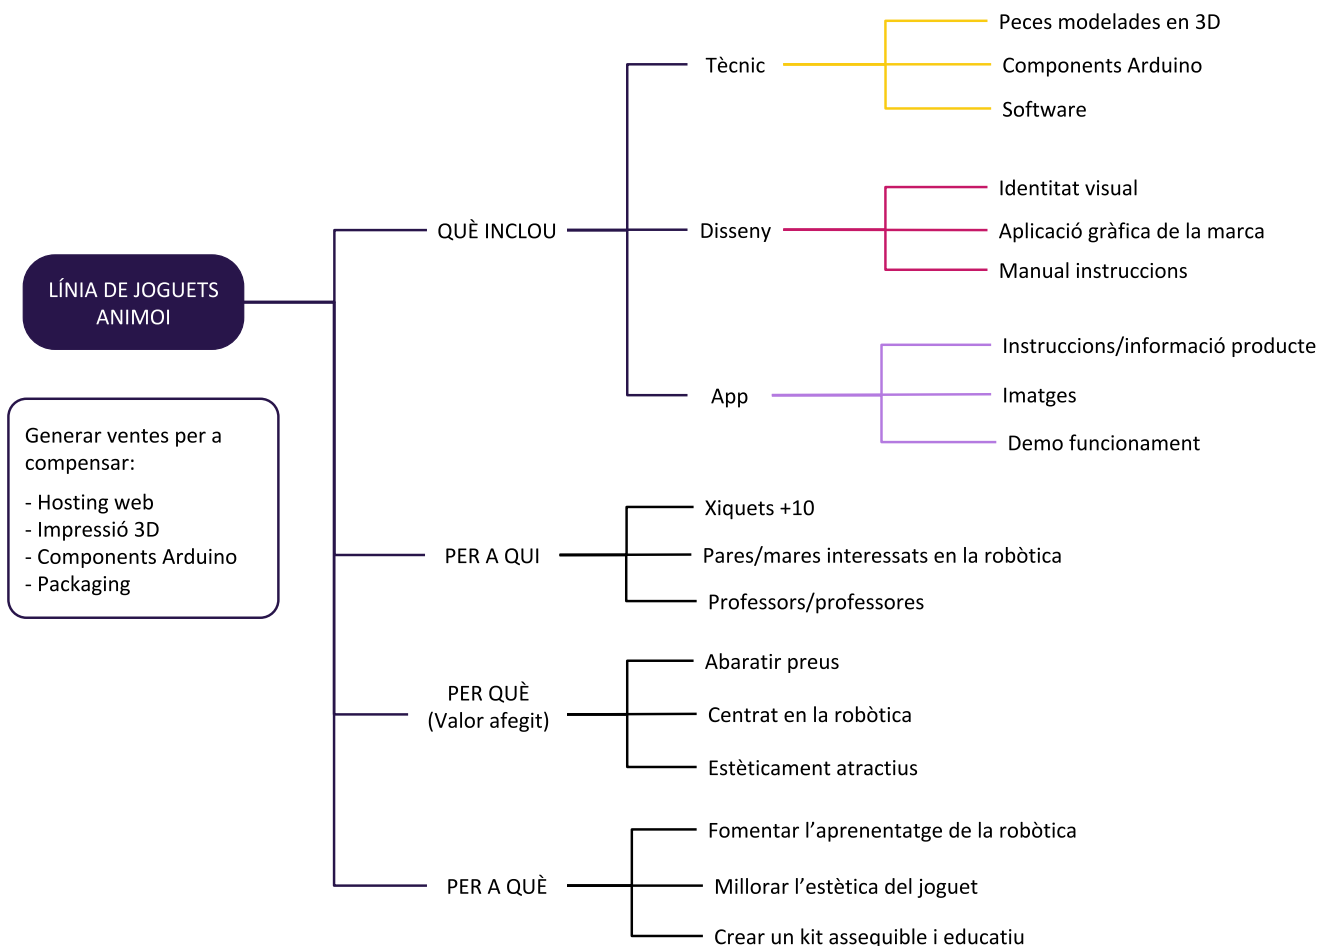 LÍNIA DE JOGUETS
ANIMOI
Generar ventes per a
compensar:
- Hosting web
- Impressió 3D
- Components Arduino
- Packaging
QUÈ INCLOU
Tècnic
Peces modelades en 3D
Components Arduino
Software
Disseny
Identitat visual
Aplicació gràfica de la marca
Manual instruccions
App
Instruccions/informació producte
Imatges
Demo funcionament
PER A QUI
Xiquets +10
Pares/mares interessats en la robòtica
Professors/professores
PER QUÈ
(Valor afegit)
Abaratir preus
Centrat en la robòtica
Estèticament atractius
PER A QUÈ
Fomentar l’aprenentatge de la robòtica
Millorar l’estètica del joguet
Crear un kit assequible i educatiu